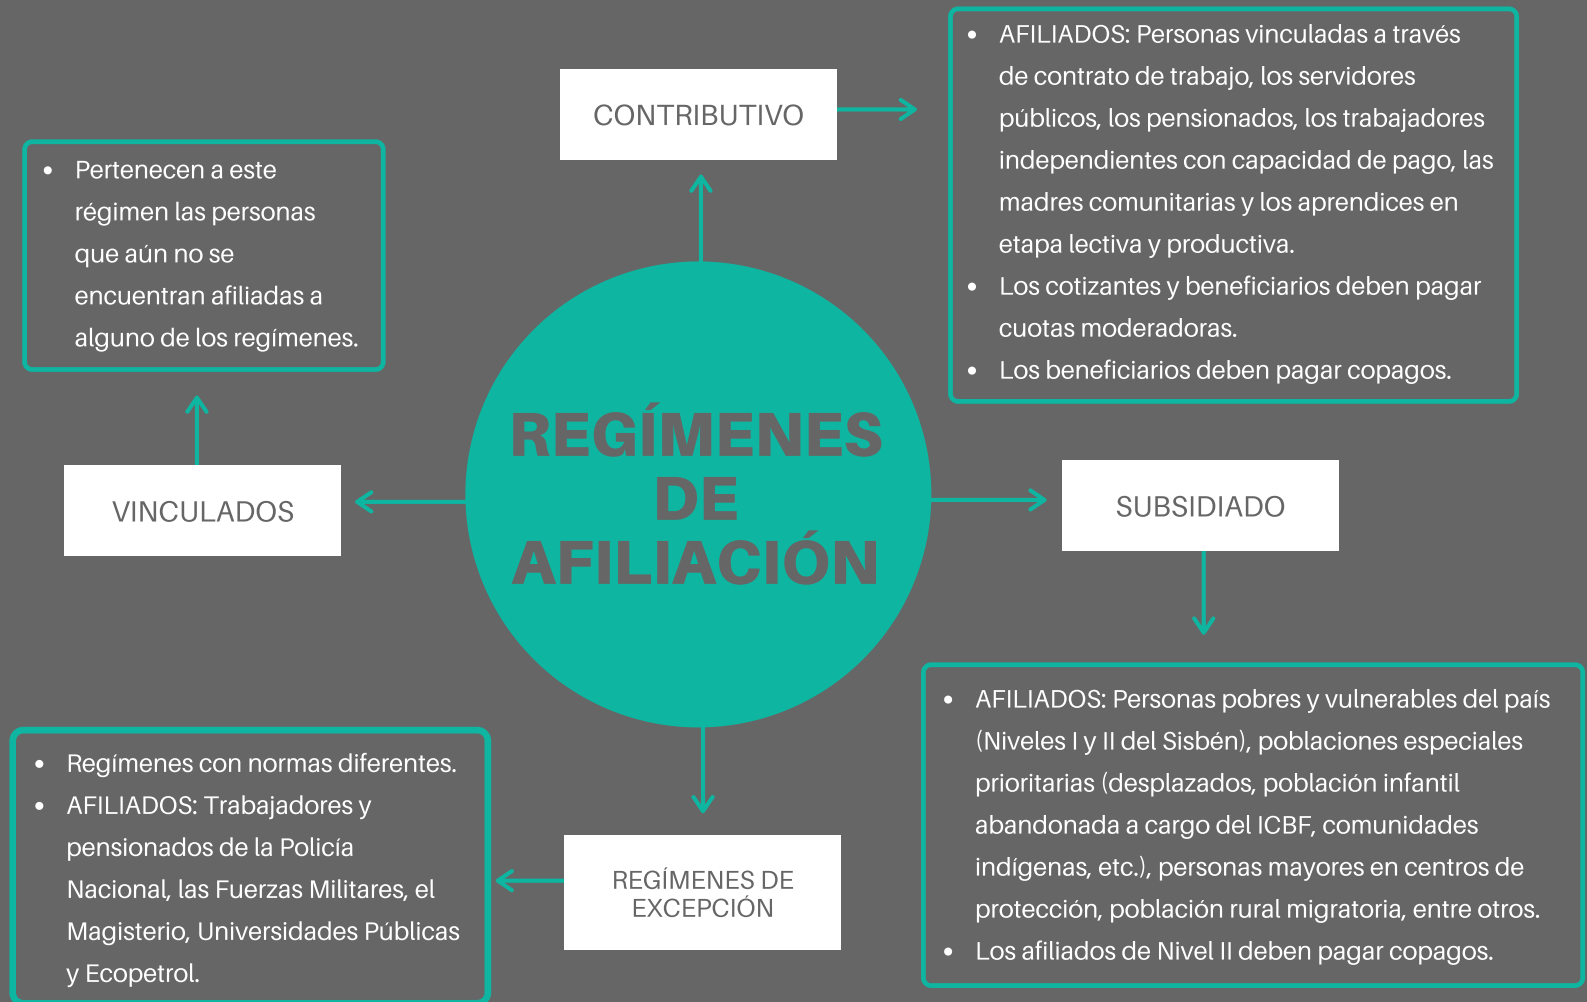 REGÍMENES
DE
AFILIACIÓN
CONTRIBUTIVO
• AFILIADOS: Personas vinculadas a través
de contrato de trabajo, los servidores
públicos, los pensionados, los trabajadores
independientes con capacidad de pago, las
madres comunitarias y los aprendices en
etapa lectiva y productiva.
• Los cotizantes y beneficiarios deben pagar
cuotas moderadoras.
• Los beneficiarios deben pagar copagos.
SUBSIDIADO
• AFILIADOS: Personas pobres y vulnerables del país
(Niveles I y II del Sisbén), poblaciones especiales
prioritarias (desplazados, población infantil
abandonada a cargo del ICBF, comunidades
indígenas, etc.), personas mayores en centros de
protección, población rural migratoria, entre otros.
• Los afiliados de Nivel II deben pagar copagos.
REGÍMENES DE
EXCEPCIÓN
• Regímenes con normas diferentes.
• AFILIADOS: Trabajadores y
pensionados de la Policía
Nacional, las Fuerzas Militares, el
Magisterio, Universidades Públicas
y Ecopetrol.
VINCULADOS
• Pertenecen a este
régimen las personas
que aún no se
encuentran afiliadas a
alguno de los regímenes.